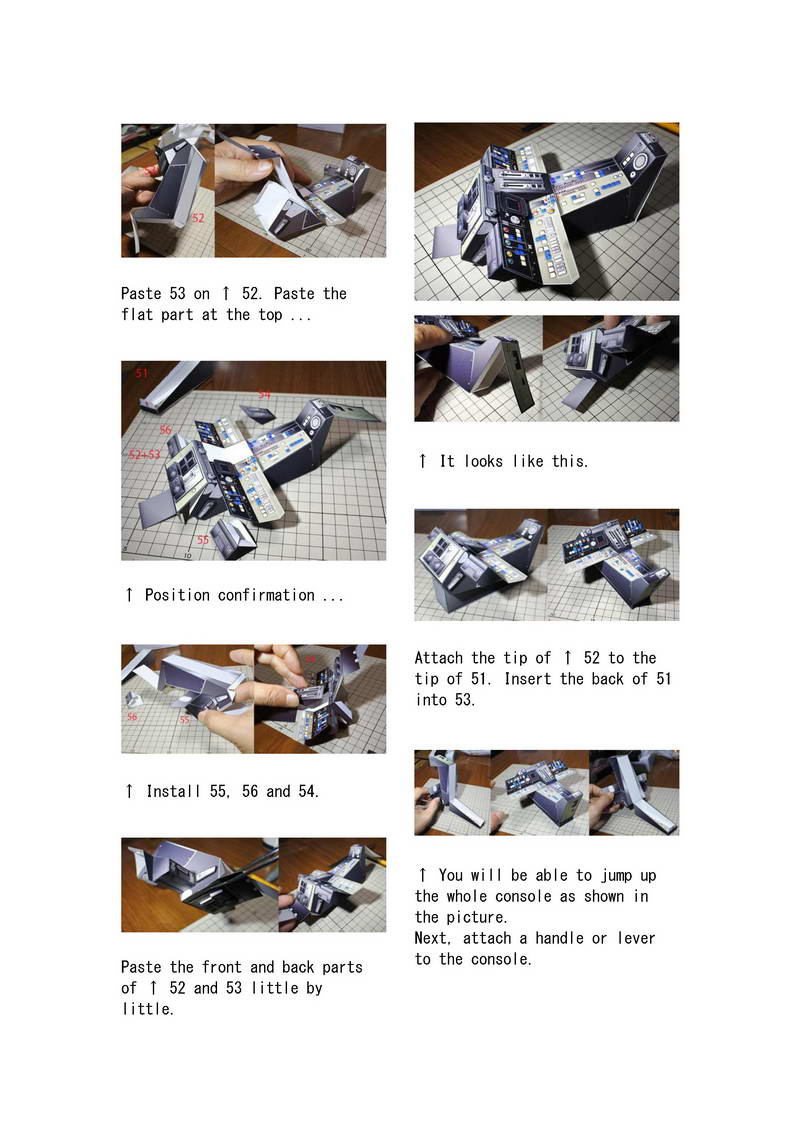 52
Paste 53 on ↑ 52. Paste the
flat part at the top ...
51
54
56
52+53
55
↑ Position confirmation ...
56
55
↑ Install 55, 56 and 54.
Paste the front and back parts
of ↑ 52 and 53 little by
little.
↑ It looks like this.
Attach the tip of ↑ 52 to the
tip of 51. Insert the back of 51
into 53.
↑ You will be able to jump up
the whole console as shown in
the picture.
Next, attach a handle or lever
to the console.